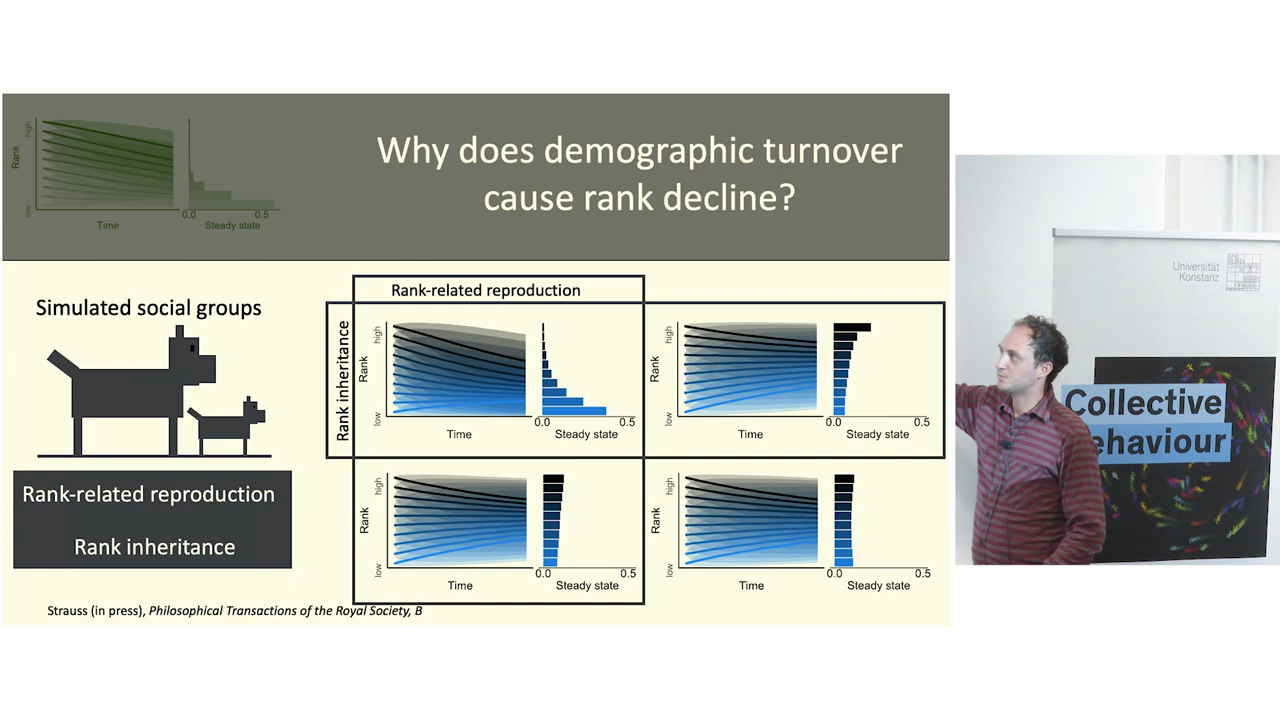 Why does demographic turnover
cause rank decline?
high
Rank
low
Time
0.0
0.5
Steady state
Simulated social groups
Rank-related reproduction
Rank inheritance
Rank-related reproduction
Rank inheritance
high
Rank
low
Time
0.0
0.5
Steady state
high
Rank
low
Time
0.0
0.5
Steady state
high
Rank
low
Time
0.0
0.5
Steady state
high
Rank
low
Time
0.0
0.5
Steady state
Strauss (in press), Philosophical Transactions of the Royal Society, B
Universität
Konstanz
Collective
ehaviour